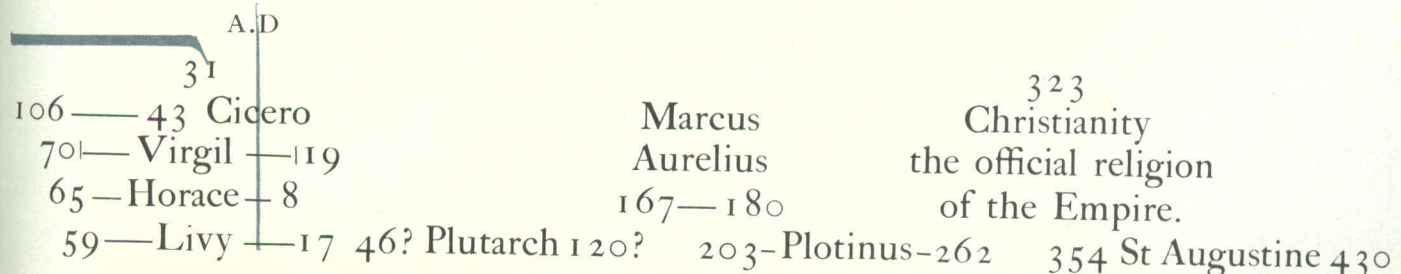 A.D
31
323
106 — 43 Cicero
Marcus
Christianity
70|— Virgil —|19
Aurelius
the official religion
65 — Horace — 8
167—180
of the Empire.
59 — Livy — 17 46? Plutarch 120? 203-Plotinus-262 354 St Augustine 430